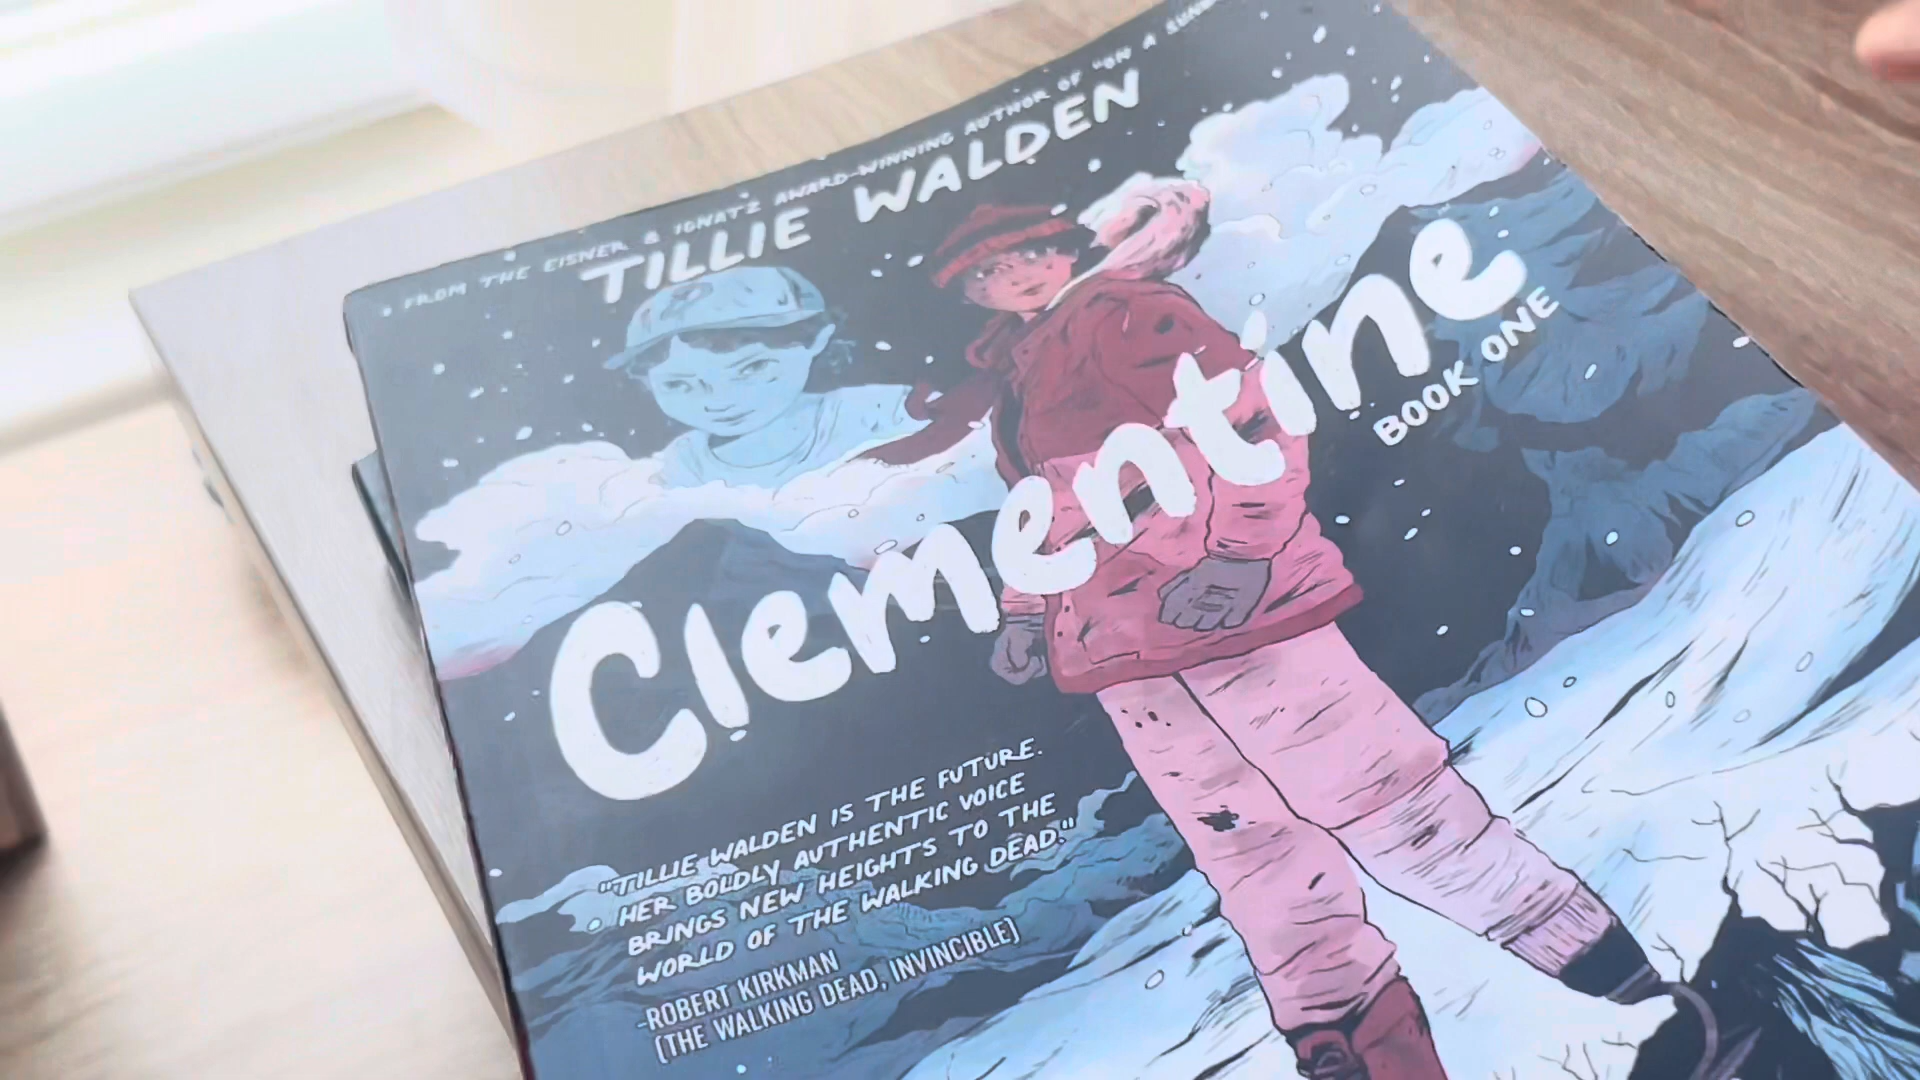 FROM THE EISNER & IGNATZ AWARD-WINNING AUTHOR OF "ON A
TILLIE WALDEN
Clementine
BOOK ONE
"TILLIE WALDEN IS THE FUTURE.
HER BOLDLY AUTHENTIC VOICE
BRINGS NEW HEIGHTS TO THE
WORLD OF THE WALKING DEAD."
-ROBERT KIRKMAN
(THE WALKING DEAD, INVINCIBLE)